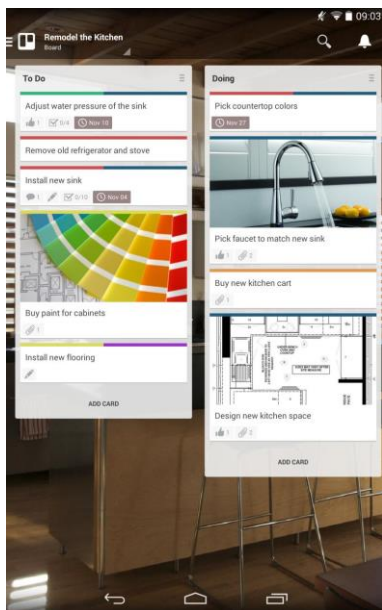 09:03
Remodel the Kitchen
Board
To Do
Adjust water pressure of the sink
1 0/4 Nov 10
Remove old refrigerator and stove
Install new sink
1 0/10 Nov 04
Buy paint for cabinets
1
Install new flooring
ADD CARD
Doing
Pick countertop colors
Nov 27
Pick faucet to match new sink
1 2
Buy new kitchen cart
1
Design new kitchen space
2
ADD CARD